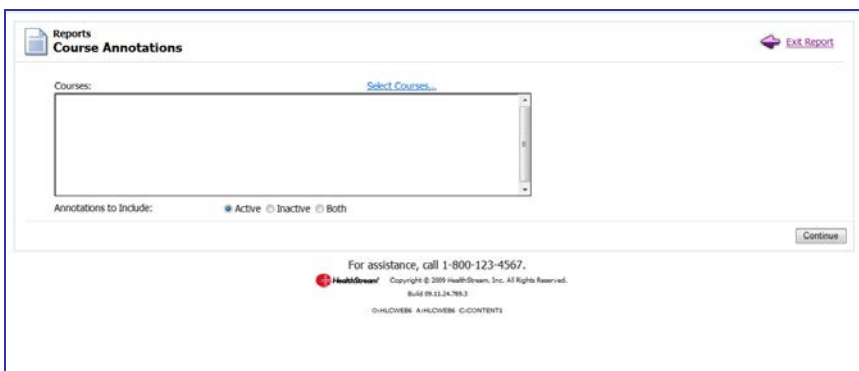 Reports
Course Annotations
Exit Report
Courses: Select Courses...
Annotations to Include: Active Inactive Both
Continue
For assistance, call 1-800-123-4567.
HealthStream Copyright © 2009 HealthStream, Inc. All Rights Reserved.
Build 09.11.24.789.3
O:HLCWEB6 A:HLCWEB6 C:CONTENT1